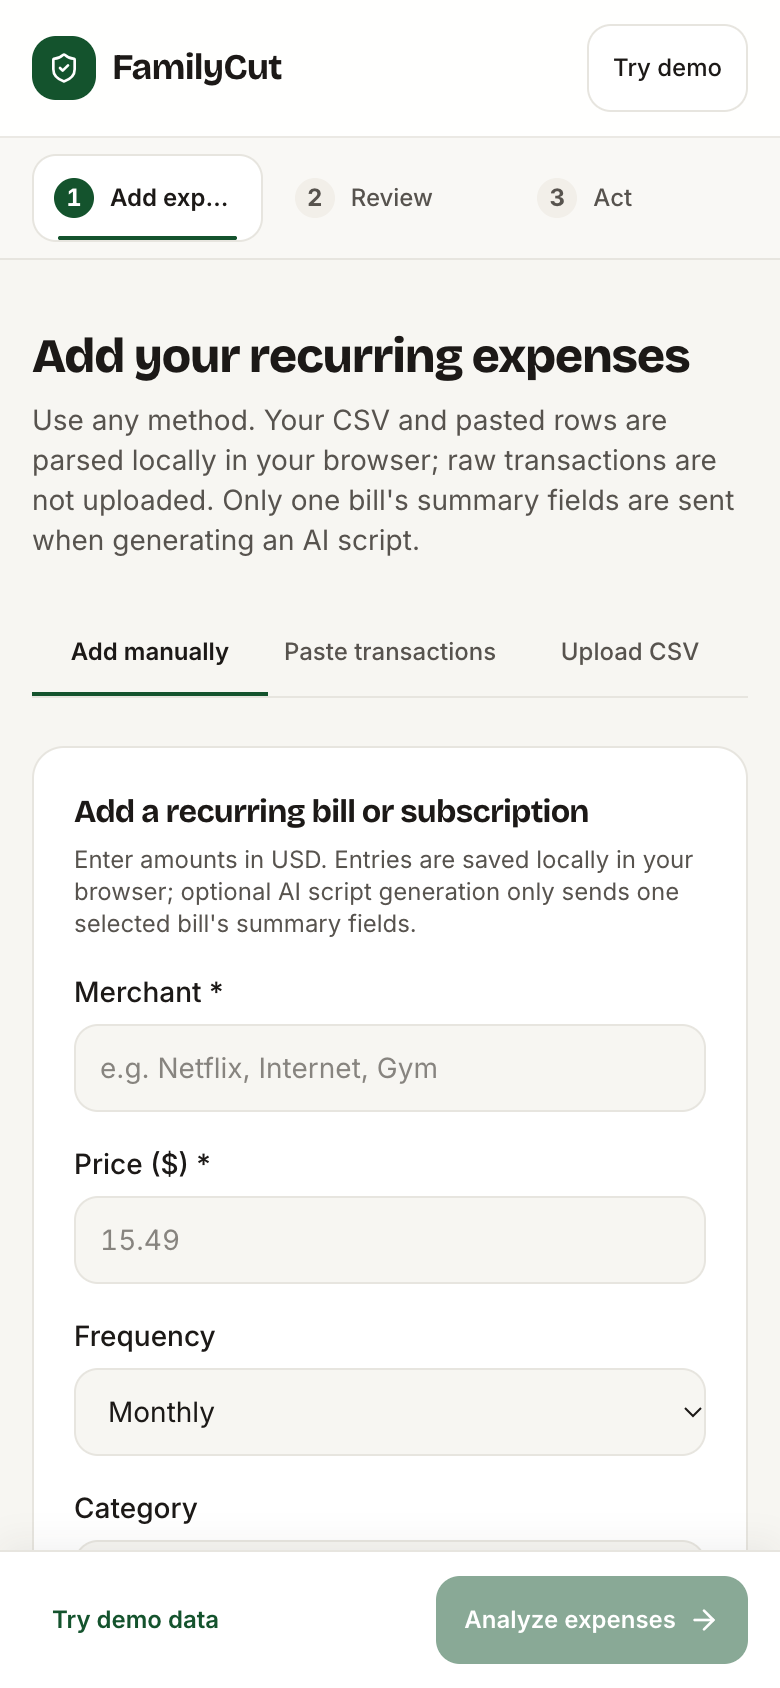 FamilyCut
Try demo
1 Add exp...
2 Review
3 Act
Add your recurring expenses
Use any method. Your CSV and pasted rows are
parsed locally in your browser; raw transactions are
not uploaded. Only one bill's summary fields are sent
when generating an AI script.
Add manually
Paste transactions
Upload CSV
Add a recurring bill or subscription
Enter amounts in USD. Entries are saved locally in your
browser; optional AI script generation only sends one
selected bill's summary fields.
Merchant *
e.g. Netflix, Internet, Gym
Price ($) *
15.49
Frequency
Monthly
Category
Try demo data
Analyze expenses →